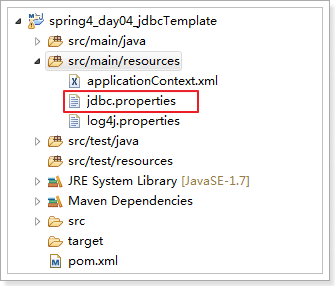 spring4_day04_jdbcTemplate
src/main/java
src/main/resources
applicationContext.xml
jdbc.properties
log4j.properties
src/test/java
src/test/resources
JRE System Library [JavaSE-1.7]
Maven Dependencies
src
target
pom.xml